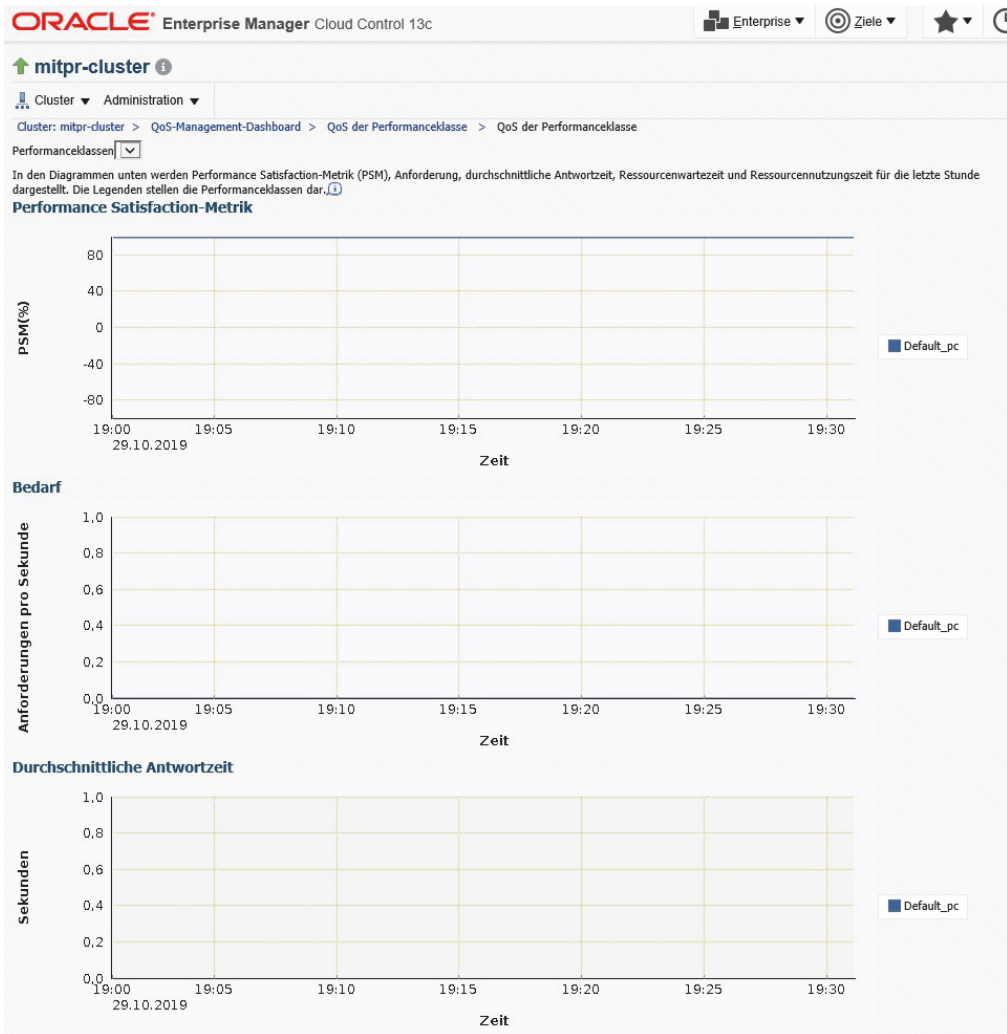 ORACLE® Enterprise Manager Cloud Control 13c Enterprise Ziele
mitpr-cluster
Cluster Administration
Cluster: mitpr-cluster > QoS-Management-Dashboard > QoS der Performanceklasse > QoS der Performanceklasse
Performanceklassen
In den Diagrammen unten werden Performance Satisfaction-Metrik (PSM), Anforderung, durchschnittliche Antwortzeit, Ressourcenwartezeit und Ressourcennutzungszeit für die letzte Stunde
dargestellt. Die Legenden stellen die Performanceklassen dar.
Performance Satisfaction-Metrik
PSM(%)
80
40
0
-40
-80
19:00 19:05 19:10 19:15 19:20 19:25 19:30
29.10.2019
Zeit
Default_pc
Bedarf
Anforderungen pro Sekunde
1,0
0,8
0,6
0,4
0,2
0,0
19:00 19:05 19:10 19:15 19:20 19:25 19:30
29.10.2019
Zeit
Default_pc
Durchschnittliche Antwortzeit
Sekunden
1,0
0,8
0,6
0,4
0,2
0,0
19:00 19:05 19:10 19:15 19:20 19:25 19:30
29.10.2019
Zeit
Default_pc